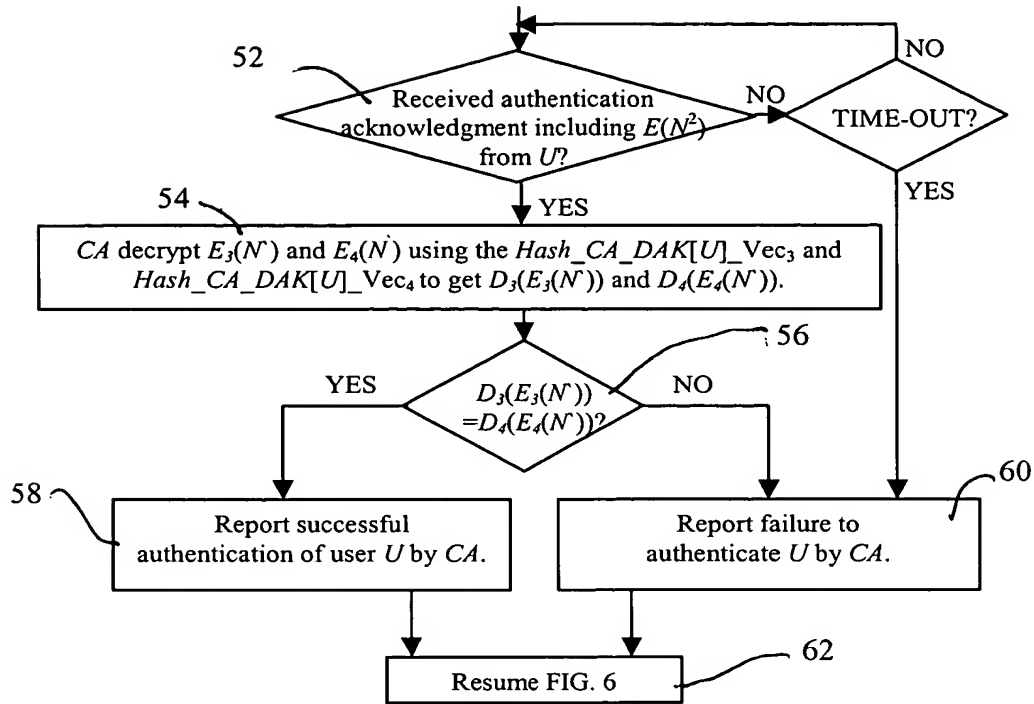 NO
52
Received authentication
NO
acknowledgment including E(N²)
TIME-OUT?
from U?
54
YES
YES
CA decrypt E₃(N`) and E₄(N`) using the Hash_CA_DAK[U]_Vec₃ and
Hash_CA_DAK[U]_Vec₄ to get D₃(E₃(N`)) and D₄(E₄(N`)).
56
YES
NO
D₃(E₃(N`))
=D₄(E₄(N`))?
58
60
Report successful
authentication of user U by CA.
Report failure to
authenticate U by CA.
62
Resume FIG. 6